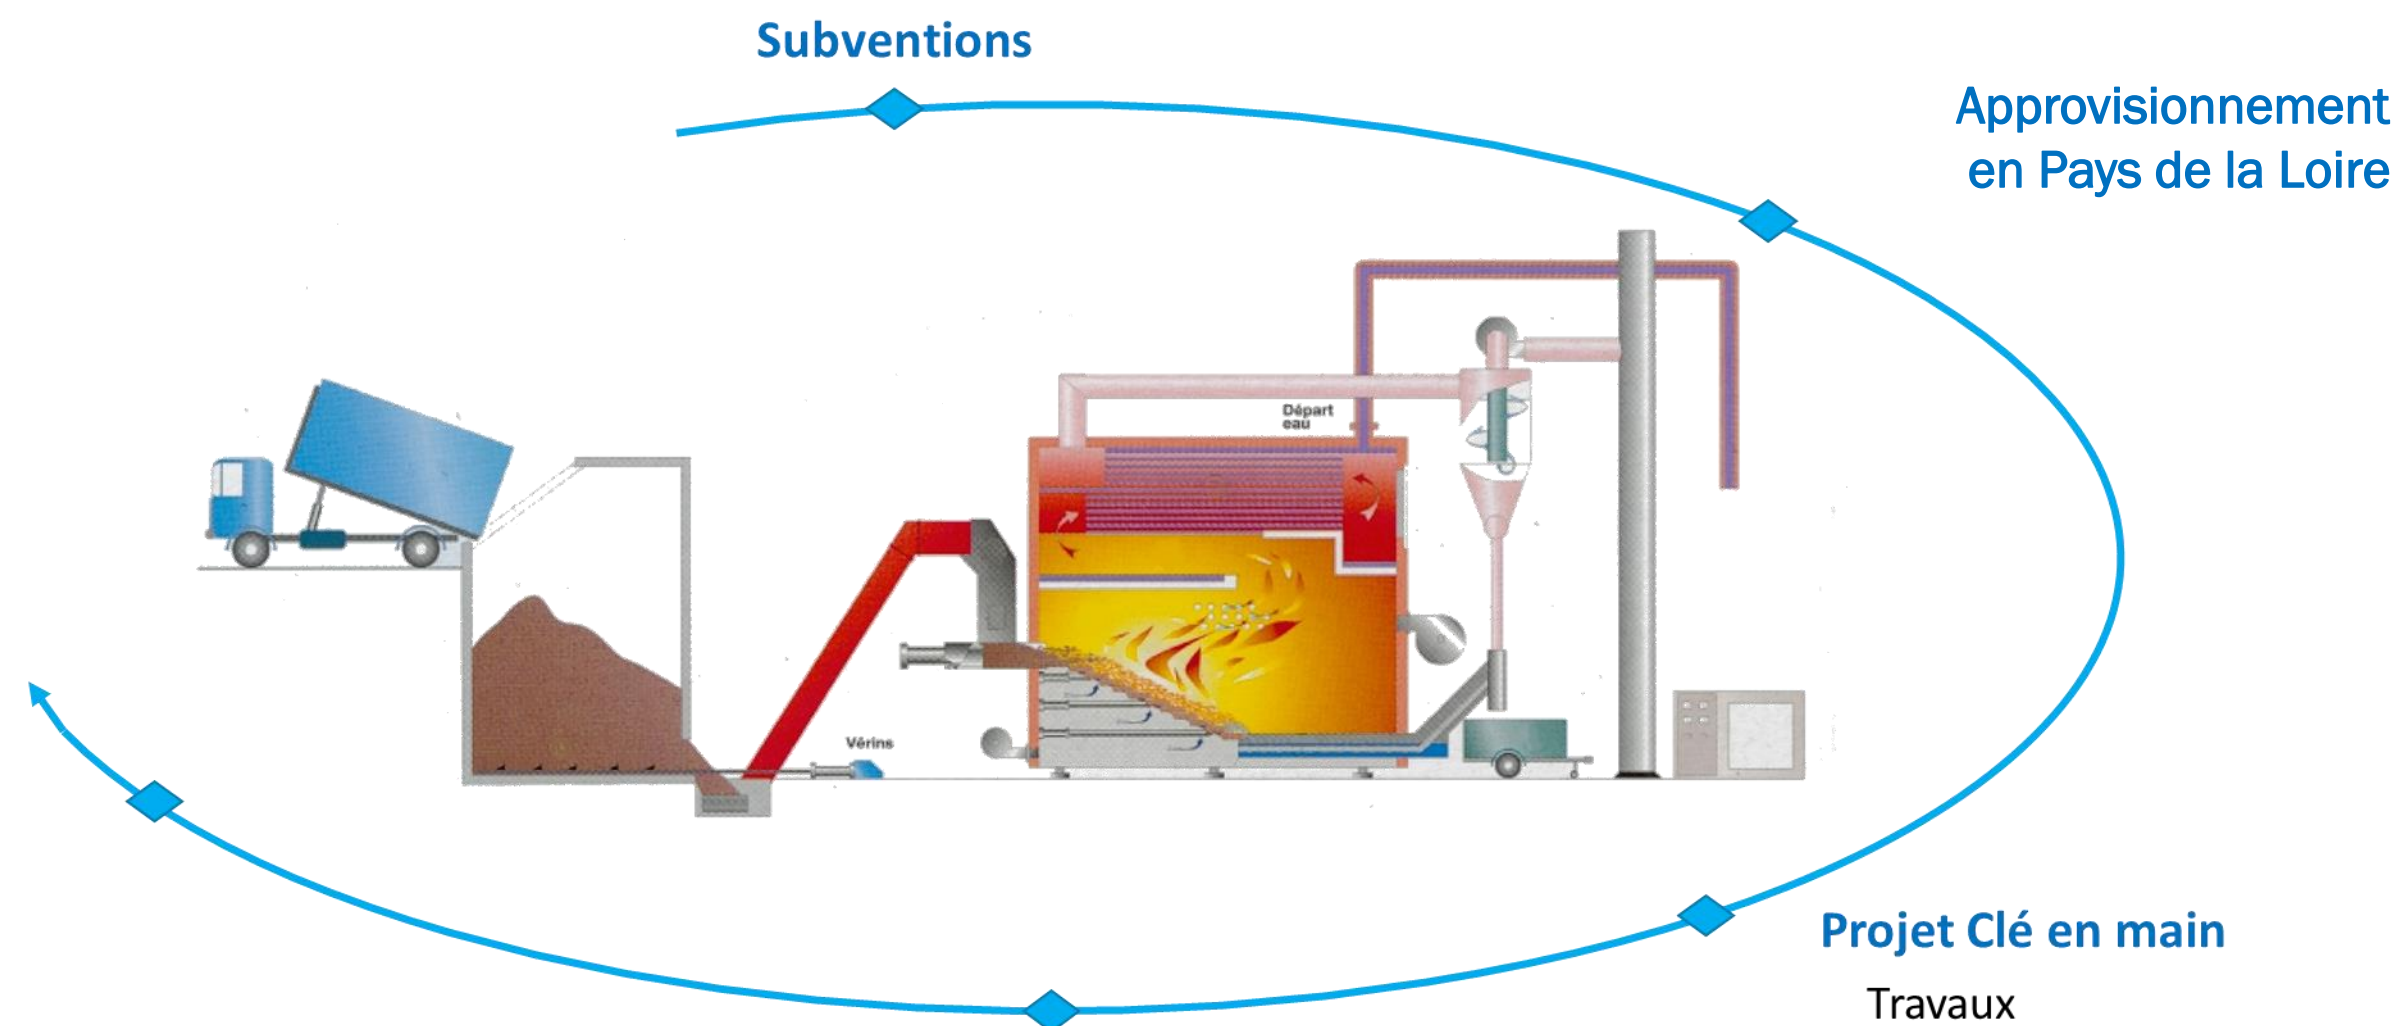 Subventions
Approvisionnement
en Pays de la Loire
Départ
eau
Vérins
Projet Clé en main
Travaux